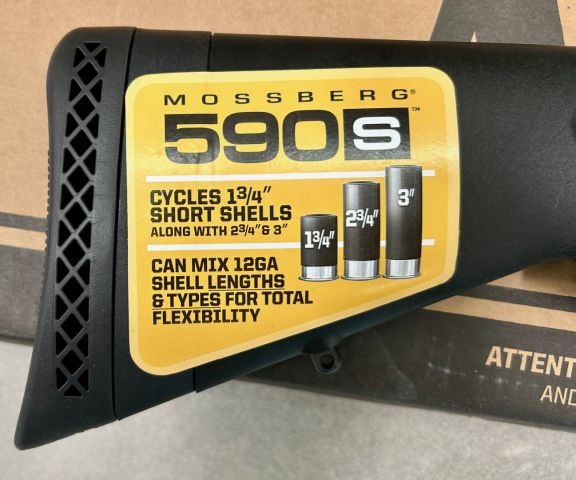 MOSSBERG®
590S™
CYCLES 1¾"
SHORT SHELLS
ALONG WITH 2¾" & 3"
1¾"
2¾"
3"
CAN MIX 12GA
SHELL LENGTHS
& TYPES FOR TOTAL
FLEXIBILITY
ATTENT
AND